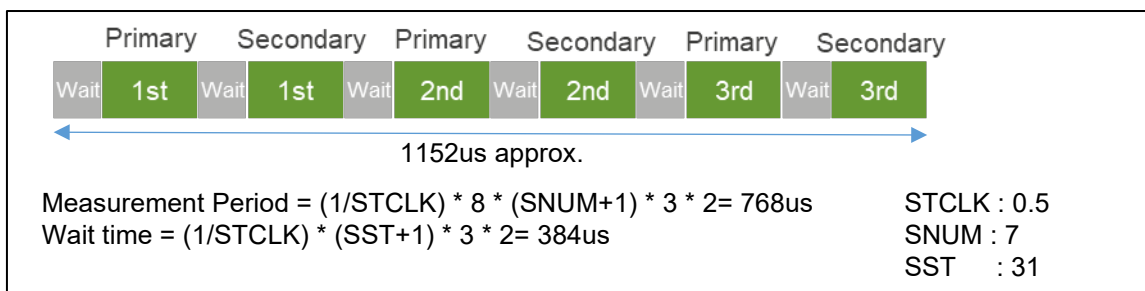 Primary Secondary Primary Secondary Primary Secondary
Wait 1st Wait 1st Wait 2nd Wait 2nd Wait 3rd Wait 3rd
1152us approx.
Measurement Period = (1/STCLK) * 8 * (SNUM+1) * 3 * 2= 768us STCLK : 0.5
Wait time = (1/STCLK) * (SST+1) * 3 * 2= 384us SNUM : 7
SST : 31